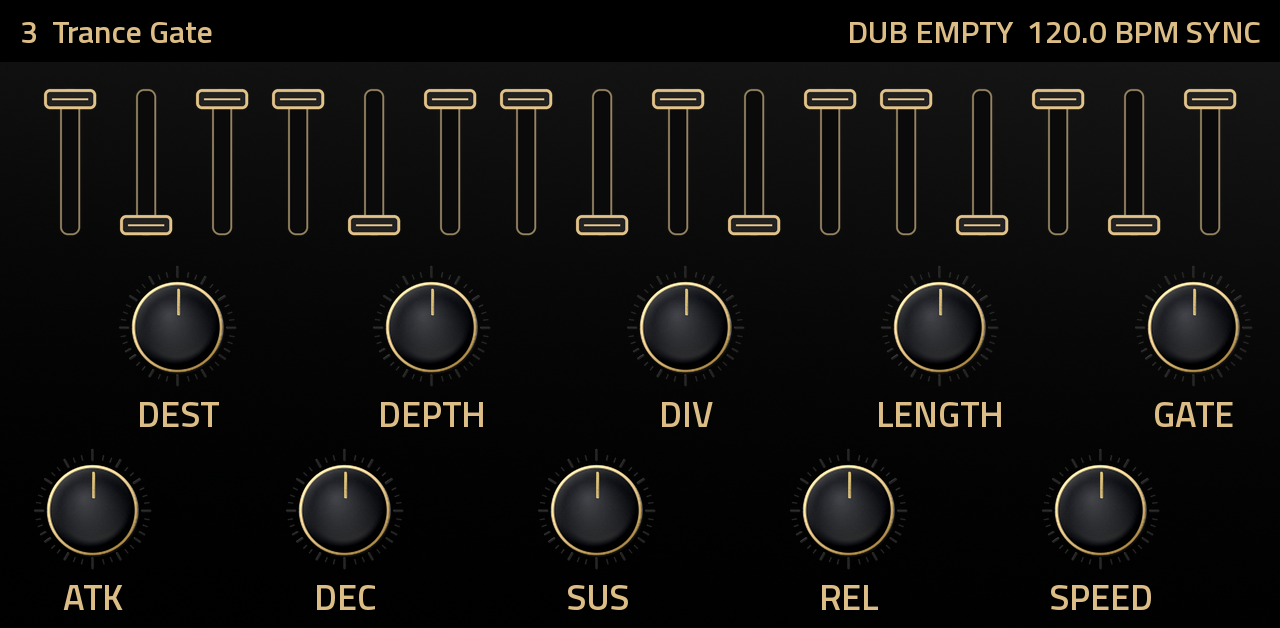 3 Trance Gate
DUB EMPTY 120.0 BPM SYNC
DEST DEPTH DIV LENGTH GATE
ATK DEC SUS REL SPEED